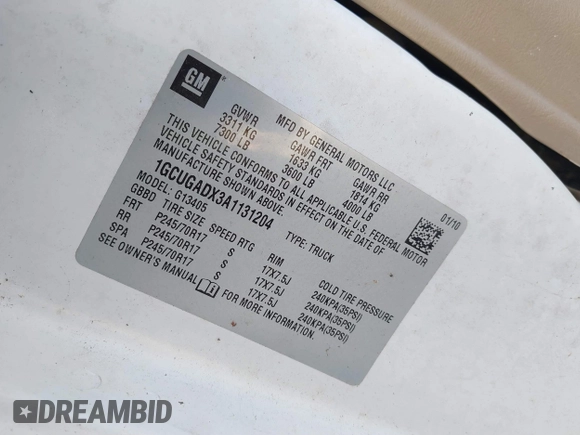 GM
MFD BY GENERAL MOTORS LLC
01/10
GVWR GAWR FRT GAWR RR
3311 KG 1633 KG 1814 KG
7300 LB 3600 LB 4000 LB
THIS VEHICLE CONFORMS TO ALL APPLICABLE U.S. FEDERAL MOTOR
VEHICLE SAFETY STANDARDS IN EFFECT ON THE DATE OF
MANUFACTURE SHOWN ABOVE.
1GCUGADX3A1131204
TYPE: TRUCK
GBBD G13405
TIRE SIZE SPEED RTG RIM COLD TIRE PRESSURE
FRT P245/70R17 S 17X7.5J 240KPA(35PSI)
RR P245/70R17 S 17X7.5J 240KPA(35PSI)
SPA P245/70R17 S 17X7.5J 240KPA(35PSI)
SEE OWNER'S MANUAL FOR MORE INFORMATION.
DREAMBID